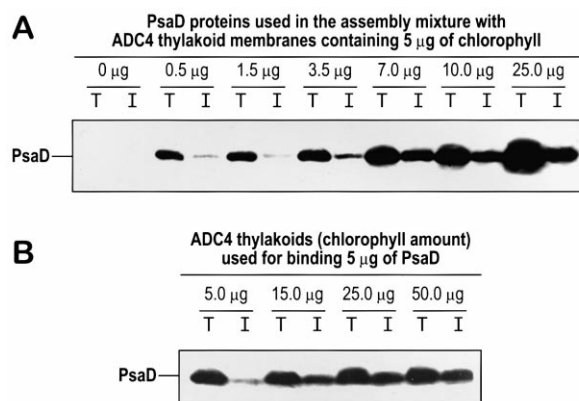 A
PsaD proteins used in the assembly mixture with
ADC4 thylakoid membranes containing 5 µg of chlorophyll
0 µg 0.5 µg 1.5 µg 3.5 µg 7.0 µg 10.0 µg 25.0 µg
T I T I T I T I T I T I T I
PsaD
B
ADC4 thylakoids (chlorophyll amount)
used for binding 5 µg of PsaD
5.0 µg 15.0 µg 25.0 µg 50.0 µg
T I T I T I T I
PsaD